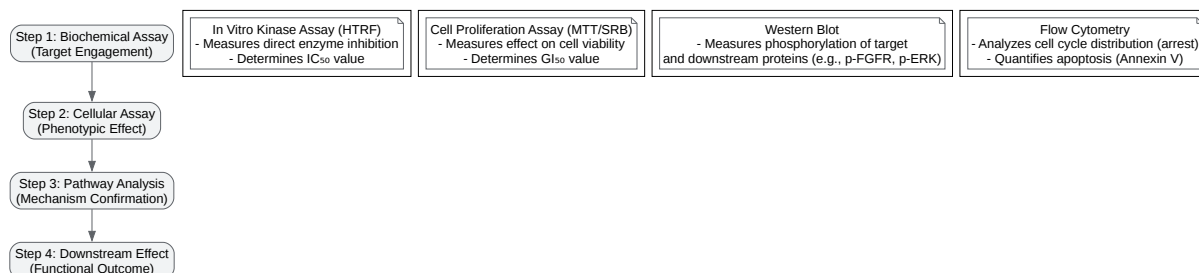 Step 1: Biochemical Assay
(Target Engagement)
In Vitro Kinase Assay (HTRF)
- Measures direct enzyme inhibition
- Determines IC₅₀ value
Cell Proliferation Assay (MTT/SRB)
- Measures effect on cell viability
- Determines GI₅₀ value
Western Blot
- Measures phosphorylation of target
and downstream proteins (e.g., p-FGFR, p-ERK)
Flow Cytometry
- Analyzes cell cycle distribution (arrest)
- Quantifies apoptosis (Annexin V)
Step 2: Cellular Assay
(Phenotypic Effect)
Step 3: Pathway Analysis
(Mechanism Confirmation)
Step 4: Downstream Effect
(Functional Outcome)